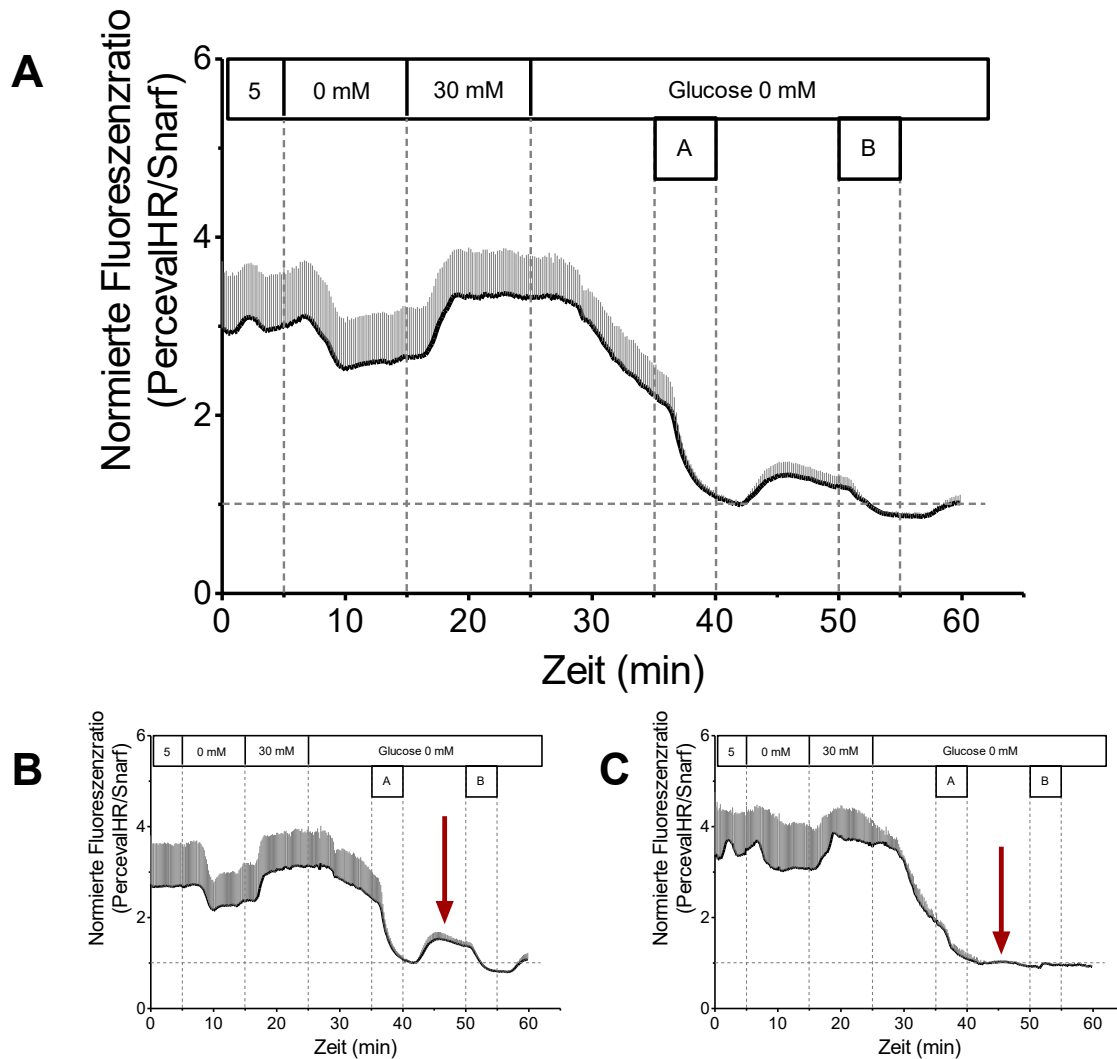 A
Normierte Fluoreszenzratio
(PercevalHR/Snarf)
6
4
2
0
5 0 mM 30 mM Glucose 0 mM
A B
0 10 20 30 40 50 60
Zeit (min)
B
Normierte Fluoreszenzratio
(PercevalHR/Snarf)
6
4
2
0
5 0 mM 30 mM Glucose 0 mM
A B
0 10 20 30 40 50 60
Zeit (min)
C
Normierte Fluoreszenzratio
(PercevalHR/Snarf)
6
4
2
0
5 0 mM 30 mM Glucose 0 mM
A B
0 10 20 30 40 50 60
Zeit (min)